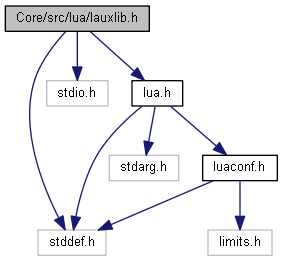 Core/src/lua/lauxlib.h
stdio.h
lua.h
stdarg.h
luaconf.h
stddef.h
limits.h